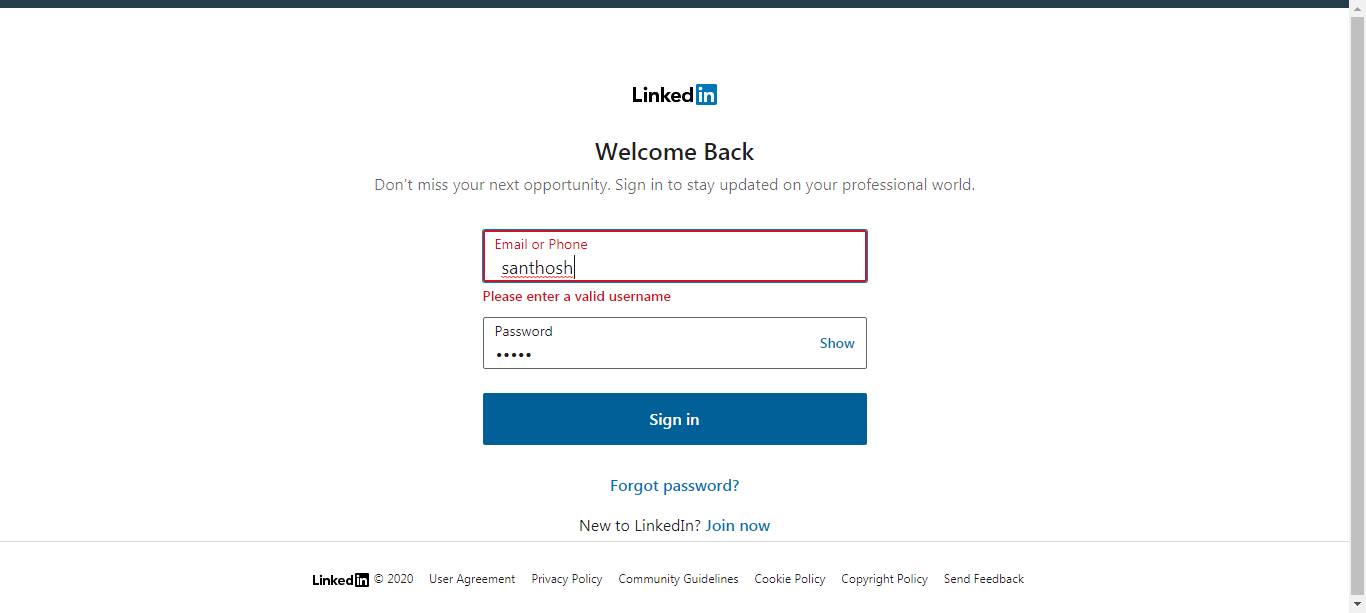 Linkedin
Welcome Back
Don't miss your next opportunity. Sign in to stay updated on your professional world.
Email or Phone
santhosh
Please enter a valid username
Password
•••••
Show
Sign in
Forgot password?
New to LinkedIn? Join now
Linkedin © 2020 User Agreement Privacy Policy Community Guidelines Cookie Policy Copyright Policy Send Feedback